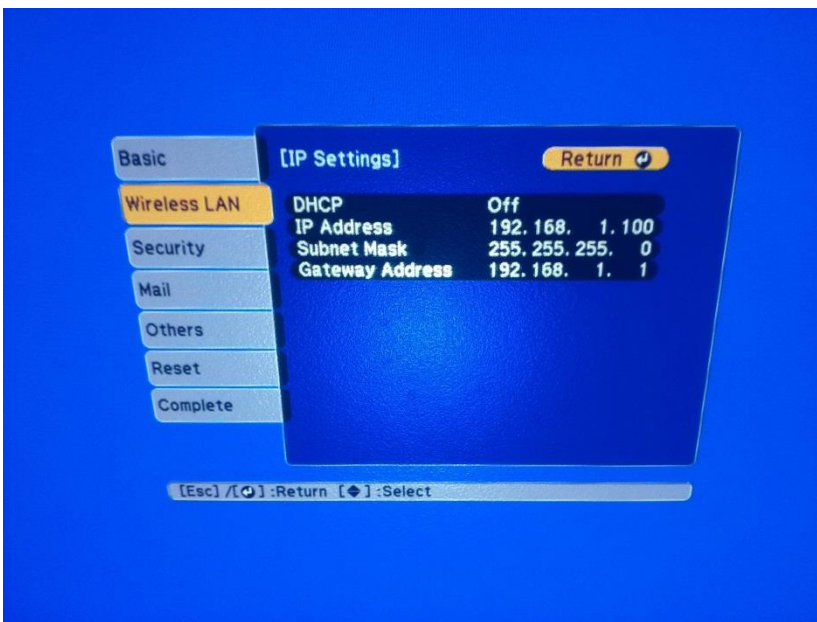 Basic
Wireless LAN
Security
Mail
Others
Reset
Complete
[IP Settings]
Return
DHCP Off
IP Address 192.168. 1.100
Subnet Mask 255.255.255. 0
Gateway Address 192.168. 1. 1
[Esc] /[⏎] :Return [◆] :Select